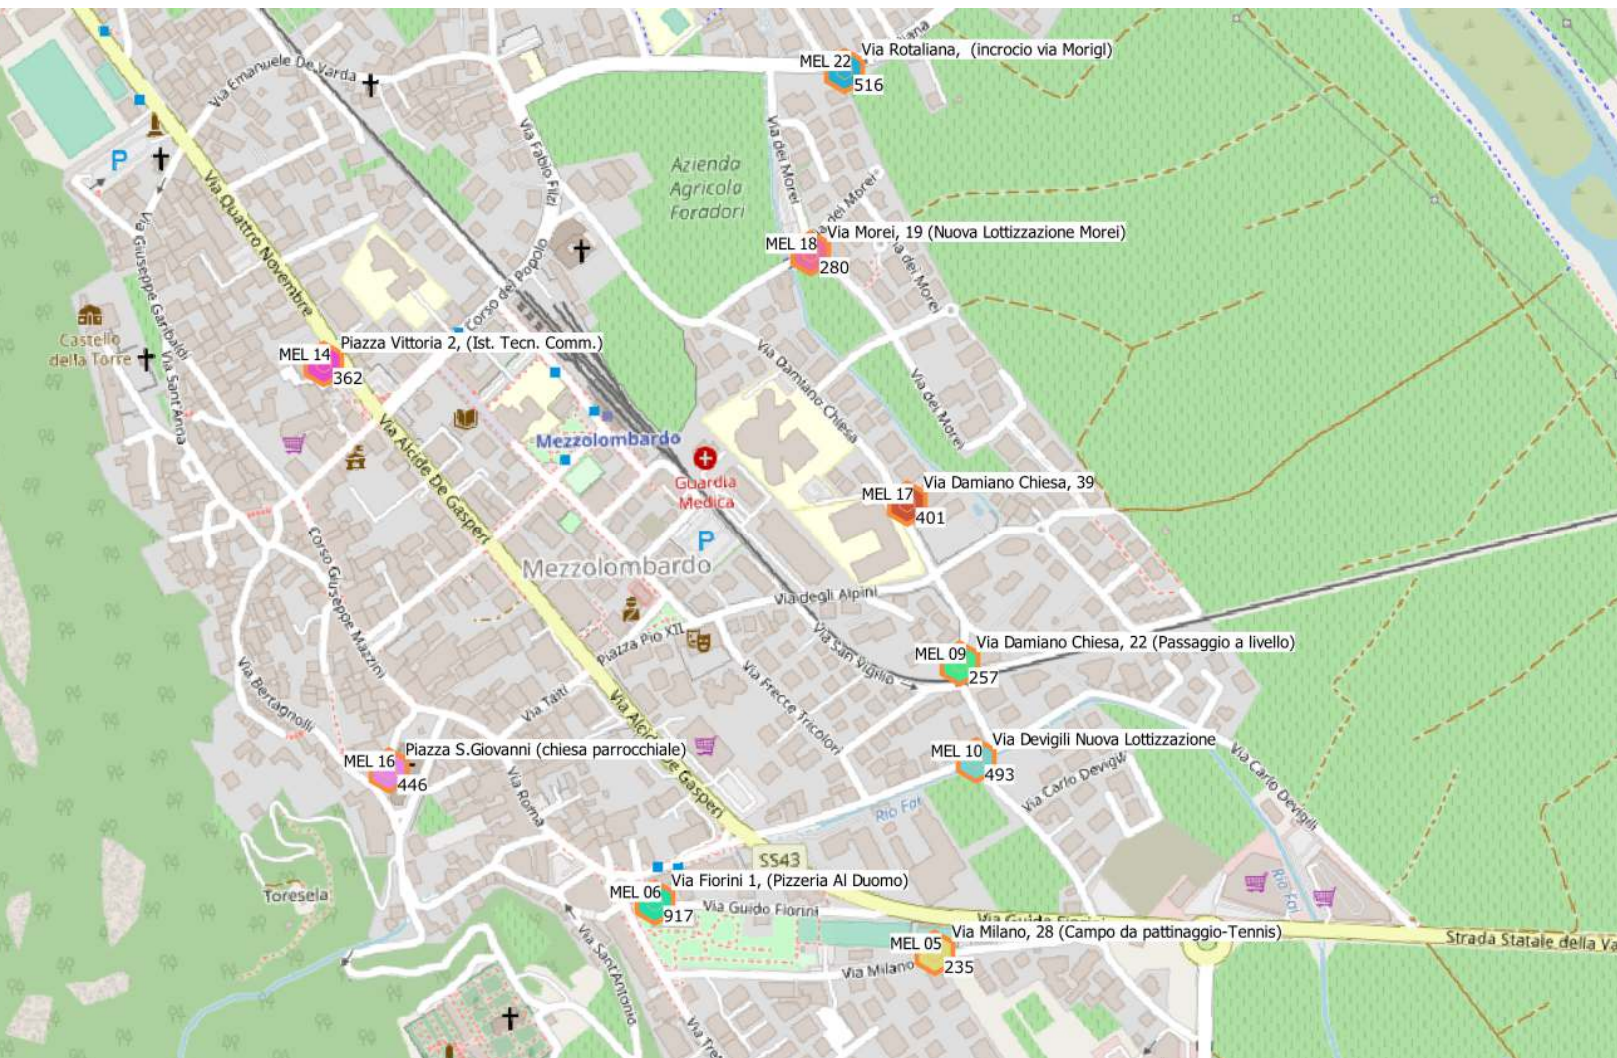 Via Rotaliana,  (incrocio via Morigl)
MEL 22
516
Via Emanuele De Varda
P
Via Fabio Filzi
Via dei Morei
Azienda
Agricola
Foradori
Via Quattro Novembre
dei Morei
Via Morei, 19 (Nuova Lottizzazione Morei)
MEL 18
280
Via Giuseppe Garibaldi
Corso del Popolo
dei Morei
Castello
della Torre
Piazza Vittoria 2, (Ist. Tecn. Comm.)
MEL 14
362
Via Sant'Anna
Via Damiano Chiesa
Via dei Morei
Via Alcide De Gasperi
Mezzolombardo
Guardia
Medica
Via Damiano Chiesa, 39
MEL 17
401
P
Mezzolombardo
Corso Giuseppe Mazzini
Via degli Alpini
Piazza Pio XII
Via San Vigilio
Via Damiano Chiesa, 22 (Passaggio a livello)
MEL 09
257
Via Bertagnolli
Via Taiti
Via Frecce Tricolori
Via Alcide De Gasperi
Piazza S.Giovanni (chiesa parrocchiale)
MEL 16
446
Via Devigili Nuova Lottizzazione
MEL 10
493
Via Carlo Devigili
Via Carlo Devigili
Via Roma
Rio Fai
SS43
Toresela
Via Fiorini 1, (Pizzeria Al Duomo)
MEL 06
917
Via Guido Fiorini
Rio Fai
Via Guido Fiorini
Via Milano, 28 (Campo da pattinaggio-Tennis)
MEL 05
235
Via Milano
Strada Statale della Va
Via Sant'Antonio
Via Tre